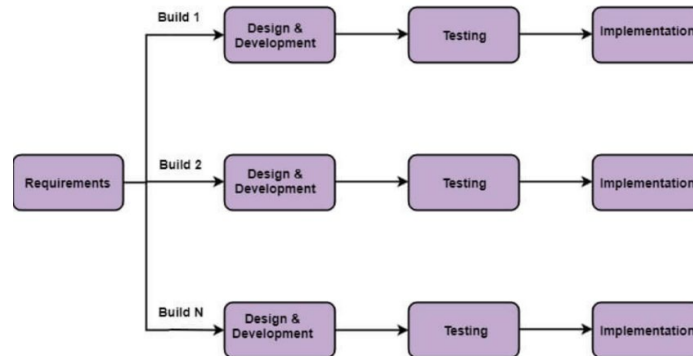 Build 1
Design &
Development
Testing
Implementation
Requirements
Build 2
Design &
Development
Testing
Implementation
Build N
Design &
Development
Testing
Implementation